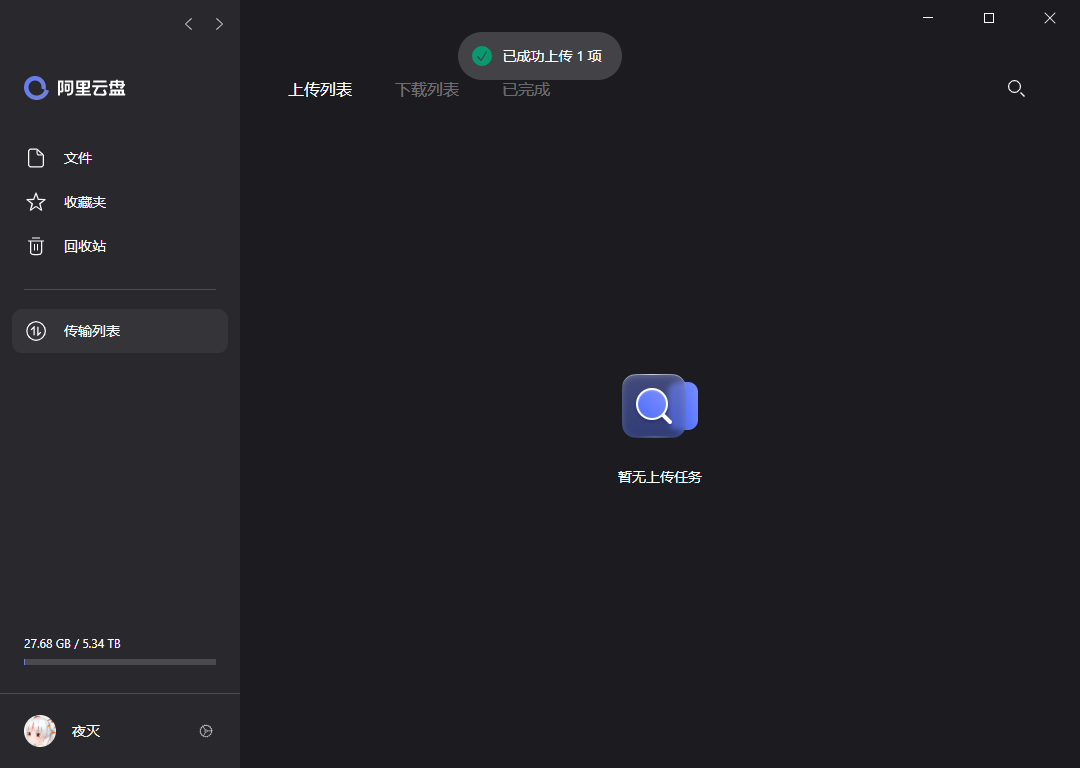 已成功上传 1 项
阿里云盘
上传列表
下载列表
已完成
文件
收藏夹
回收站
传输列表
暂无上传任务
27.68 GB / 5.34 TB
夜灭